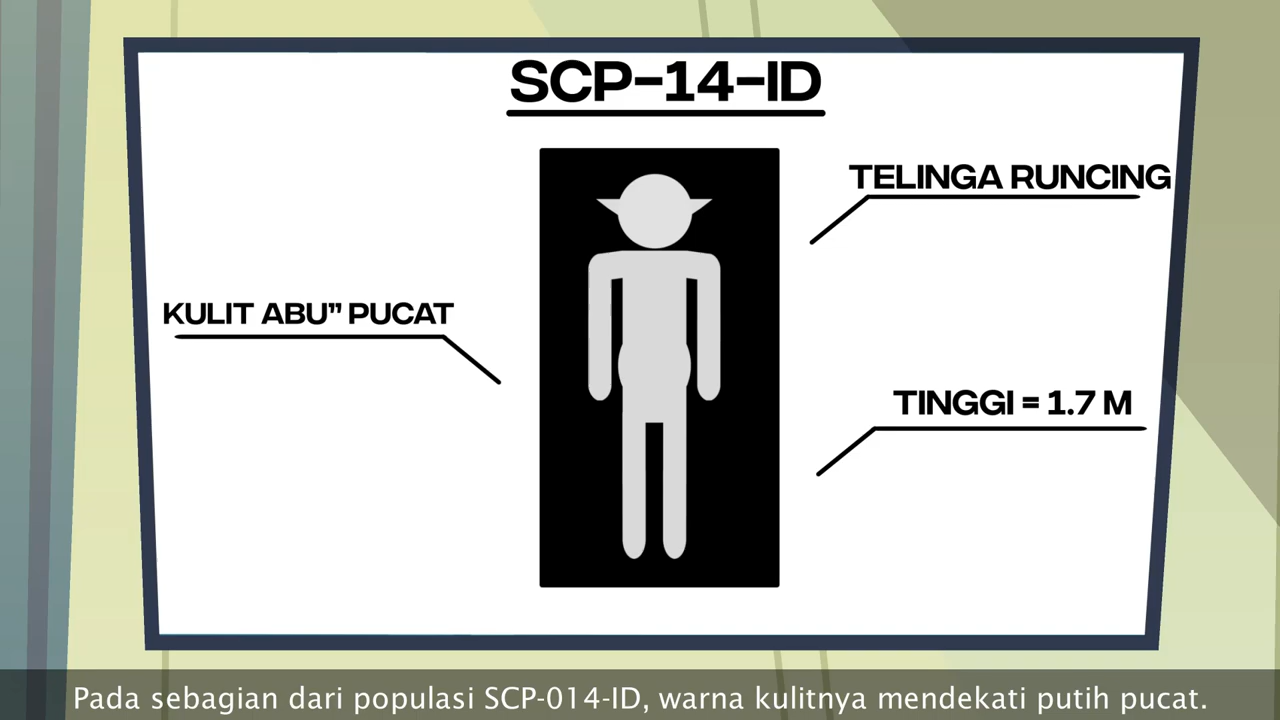 SCP-14-ID
TELINGA RUNCING
KULIT ABU” PUCAT
TINGGI = 1.7 M
Pada sebagian dari populasi SCP-014-ID, warna kulitnya mendekati putih pucat.